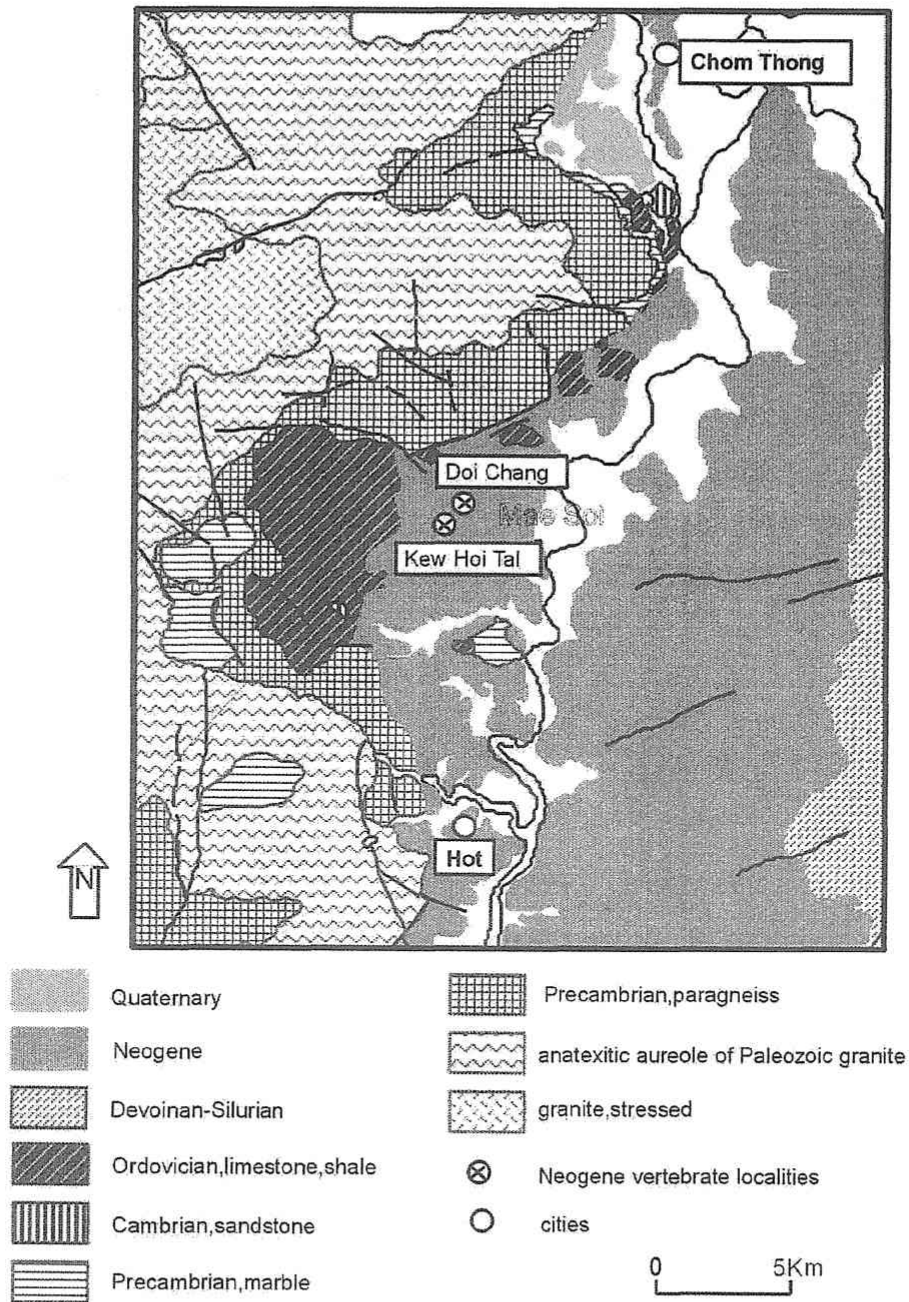 Chom Thong
Doi Chang
Mae Soi
Kew Hoi Tal
Hot
N
Quaternary
Neogene
Devoinan-Silurian
Ordovician,limestone,shale
Cambrian,sandstone
Precambrian,marble
Precambrian,paragneiss
anatexitic aureole of Paleozoic granite
granite,stressed
Neogene vertebrate localities
cities
0 5Km